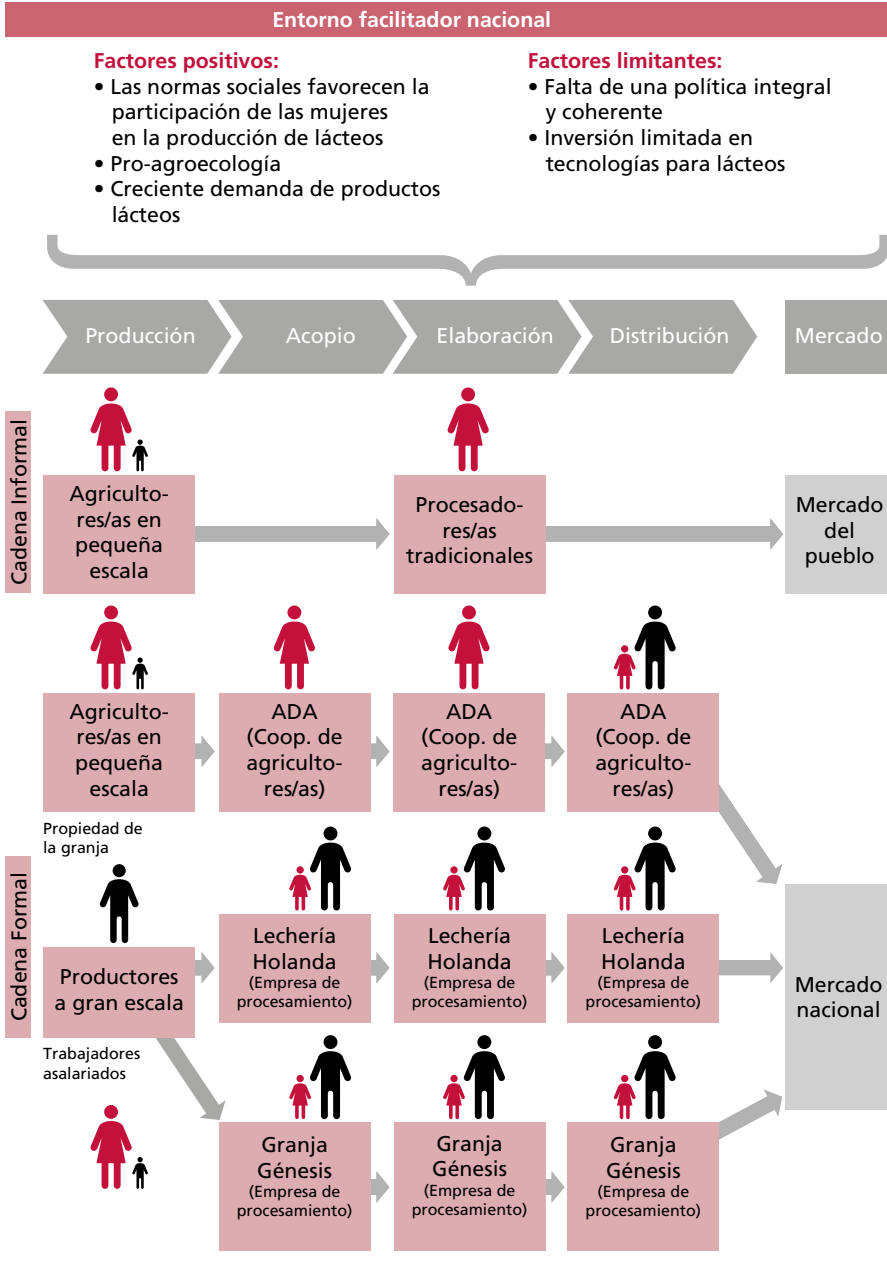 Entorno facilitador nacional
Factores positivos:
• Las normas sociales favorecen la
participación de las mujeres
en la producción de lácteos
• Pro-agroecología
• Creciente demanda de productos
lácteos
Factores limitantes:
• Falta de una política integral
y coherente
• Inversión limitada en
tecnologías para lácteos
Producción
Acopio
Elaboración
Distribución
Mercado
Cadena Informal
Agriculto-
res/as en
pequeña
escala
Procesado-
res/as
tradicionales
Mercado
del
pueblo
Cadena Formal
Agriculto-
res/as en
pequeña
escala
ADA
(Coop. de
agriculto-
res/as)
ADA
(Coop. de
agriculto-
res/as)
ADA
(Coop. de
agriculto-
res/as)
Propiedad de
la granja
Productores
a gran escala
Trabajadores
asalariados
Lechería
Holanda
(Empresa de
procesamiento)
Lechería
Holanda
(Empresa de
procesamiento)
Lechería
Holanda
(Empresa de
procesamiento)
Mercado
nacional
Granja
Génesis
(Empresa de
procesamiento)
Granja
Génesis
(Empresa de
procesamiento)
Granja
Génesis
(Empresa de
procesamiento)